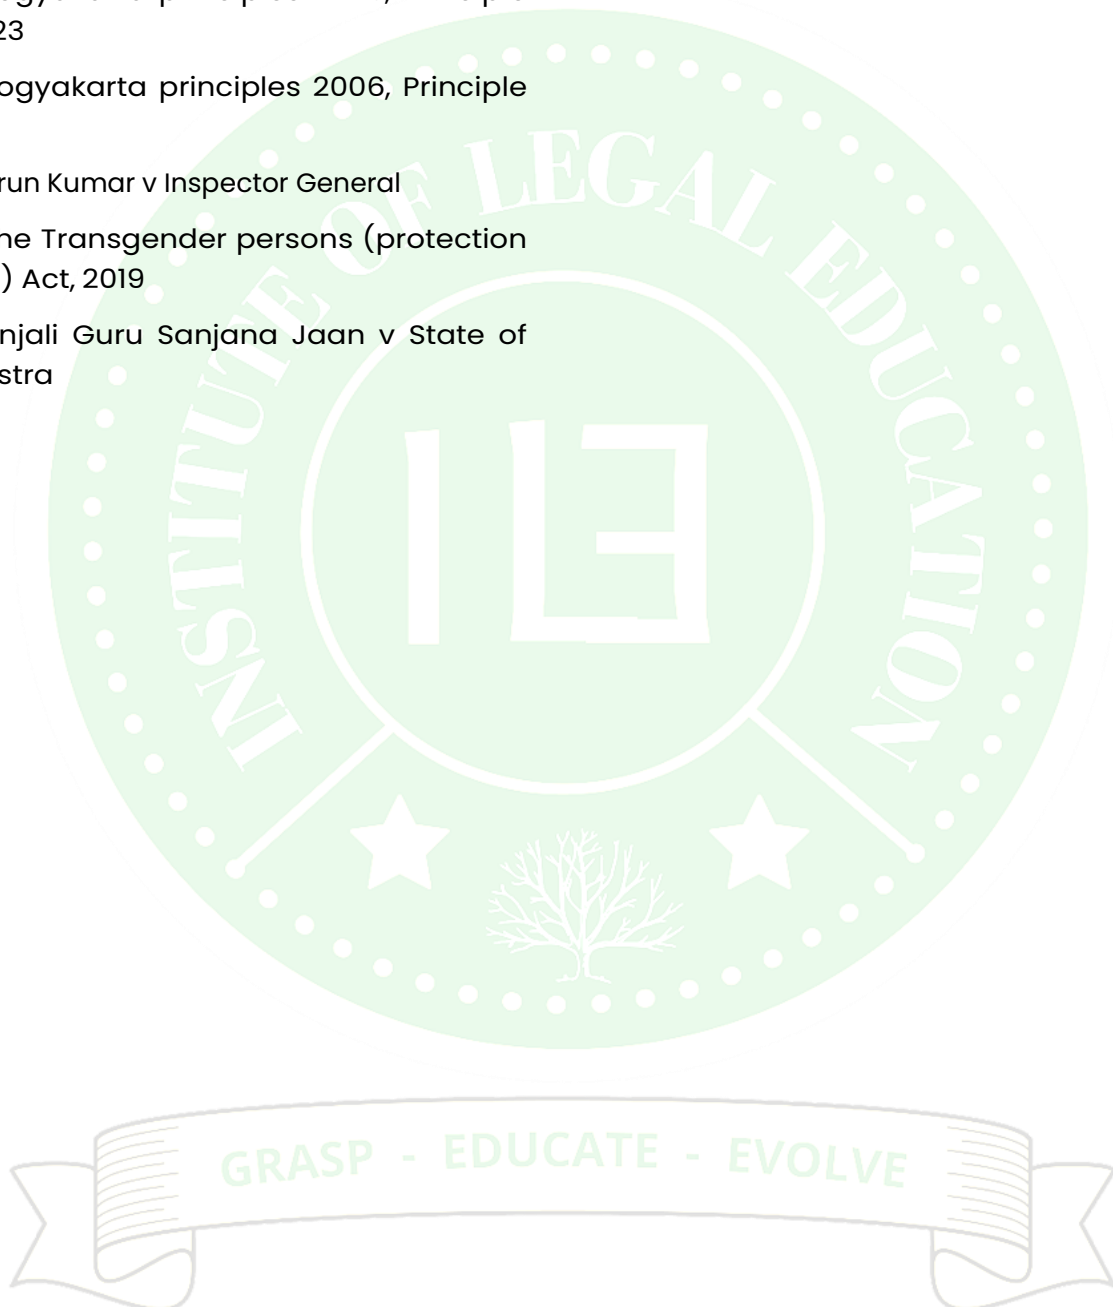 23
ogyakarta principles 2006, Principle
run Kumar v Inspector General
ne Transgender persons (protection
) Act, 2019
njali Guru Sanjana Jaan v State of
stra
INSTITUTE OF LEGAL EDUCATION
ILE
GRASP - EDUCATE - EVOLVE